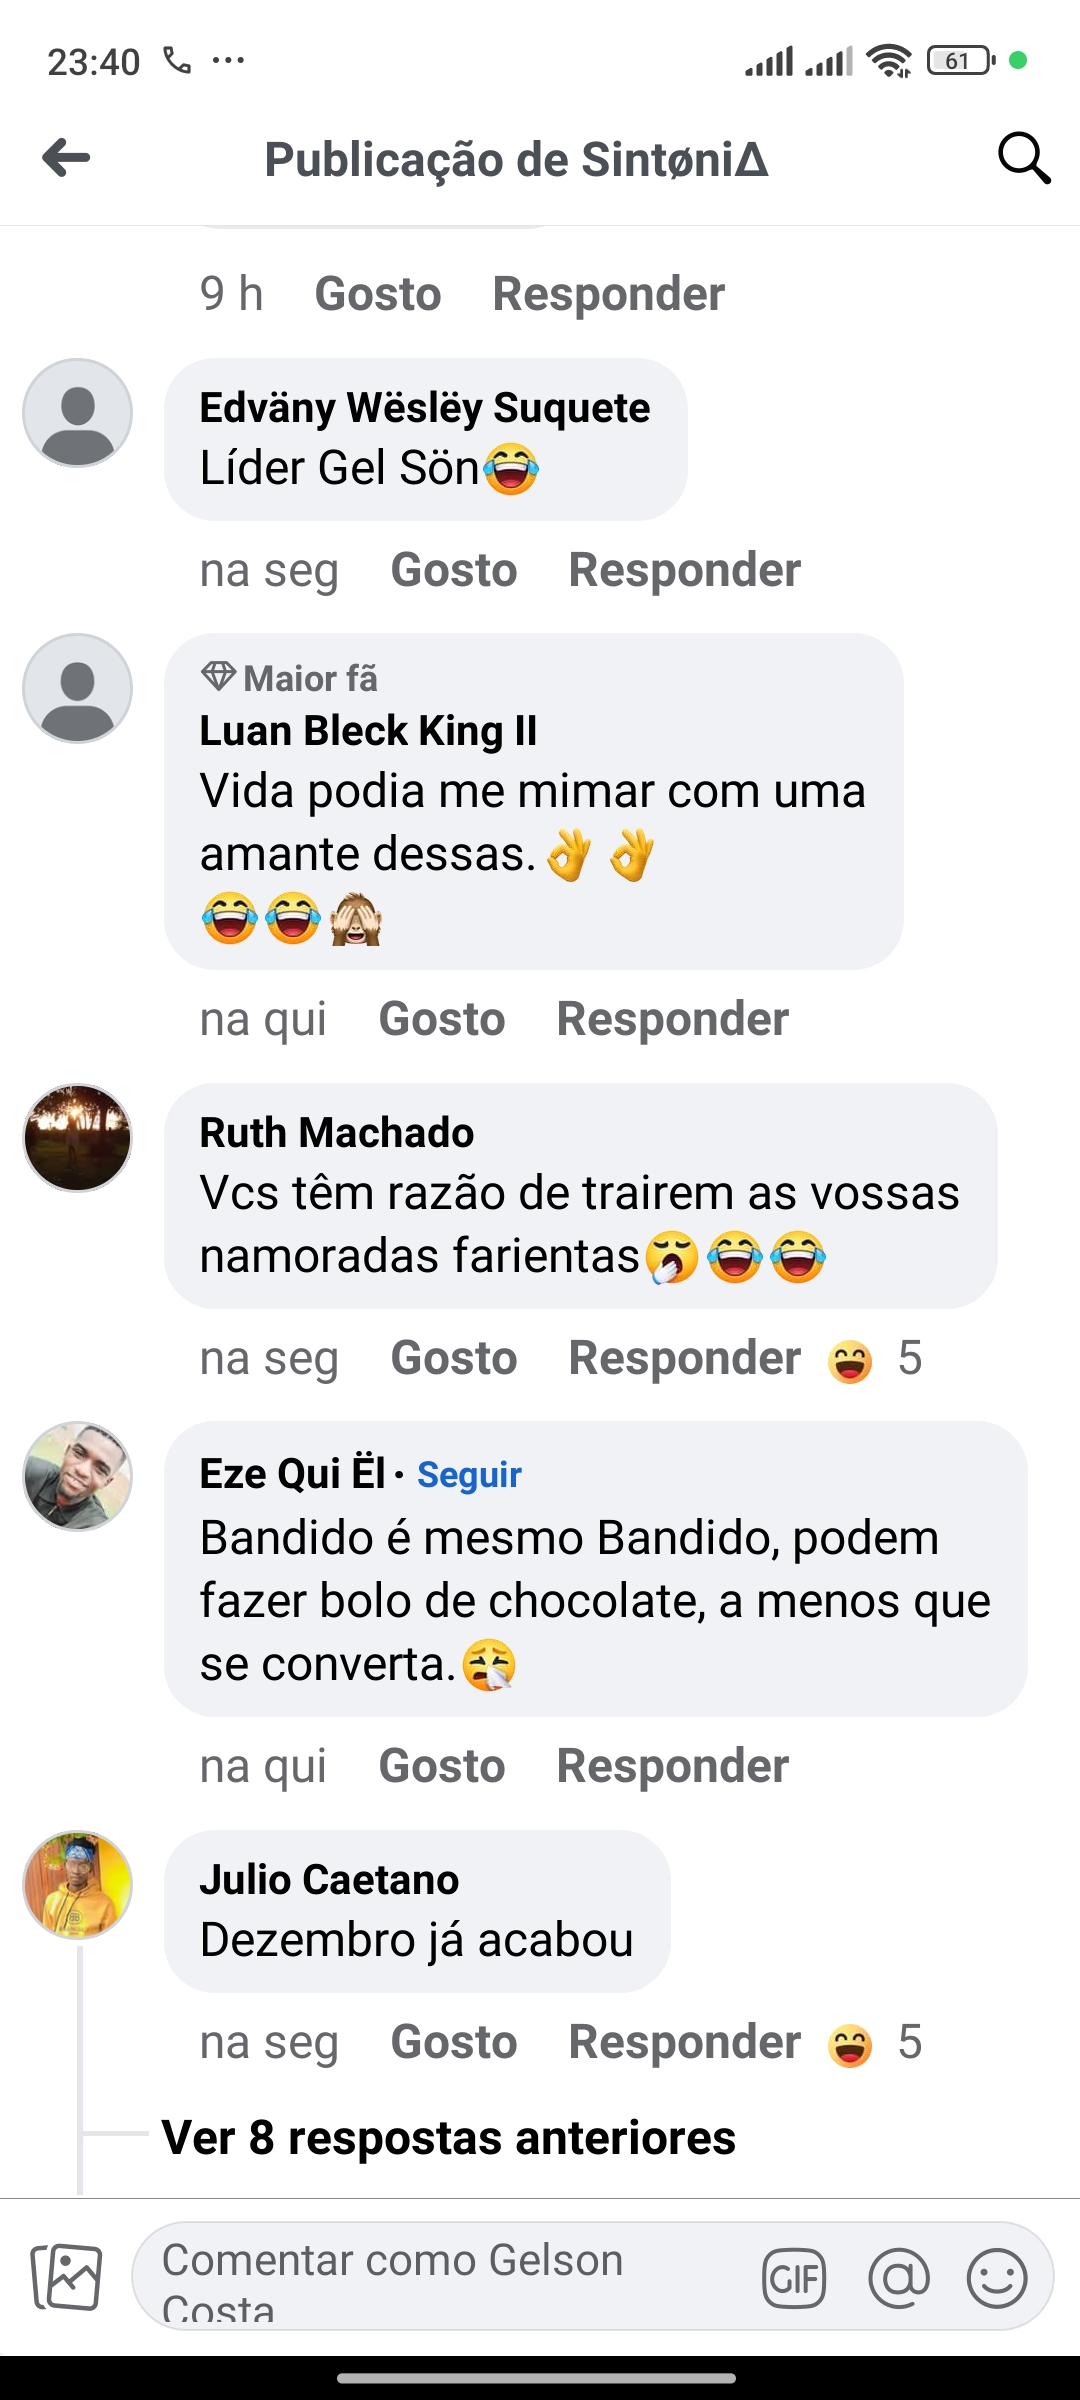 23:40
61
Publicação de SintøniΔ
9 h Gosto Responder
Edväny Wëslëy Suquete
Líder Gel Sön😂
na seg Gosto Responder
Maior fã
Luan Bleck King II
Vida podia me mimar com uma
amante dessas.👌👌
😂😂🙈
na qui Gosto Responder
Ruth Machado
Vcs têm razão de trairem as vossas
namoradas farientas🥱😂😂
na seg Gosto Responder 😄 5
Eze Qui Ël · Seguir
Bandido é mesmo Bandido, podem
fazer bolo de chocolate, a menos que
se converta.🤧
na qui Gosto Responder
Julio Caetano
Dezembro já acabou
na seg Gosto Responder 😄 5
Ver 8 respostas anteriores
Comentar como Gelson
Costa
GIF